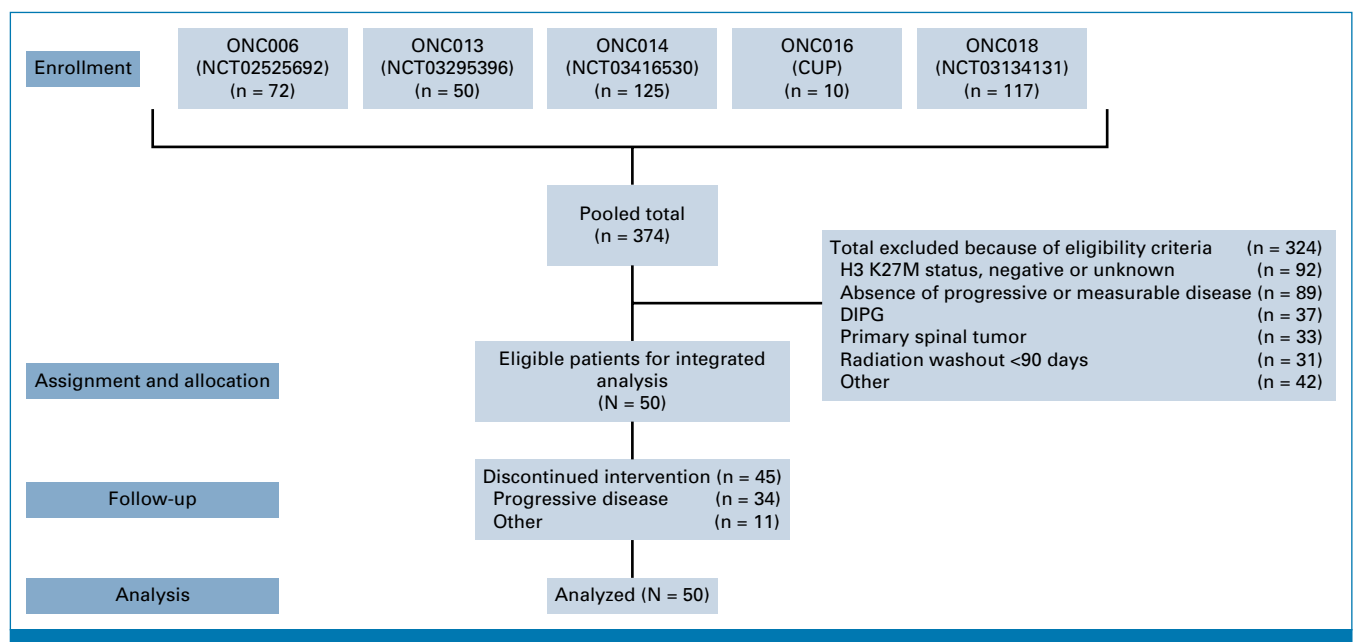 Enrollment
ONC006
(NCT02525692)
(n = 72)
ONC013
(NCT03295396)
(n = 50)
ONC014
(NCT03416530)
(n = 125)
ONC016
(CUP)
(n = 10)
ONC018
(NCT03134131)
(n = 117)
Pooled total
(n = 374)
Total excluded because of eligibility criteria (n = 324)
H3 K27M status, negative or unknown (n = 92)
Absence of progressive or measurable disease (n = 89)
DIPG (n = 37)
Primary spinal tumor (n = 33)
Radiation washout <90 days (n = 31)
Other (n = 42)
Assignment and allocation
Eligible patients for integrated
analysis
(N = 50)
Follow-up
Discontinued intervention (n = 45)
Progressive disease (n = 34)
Other (n = 11)
Analysis
Analyzed (N = 50)